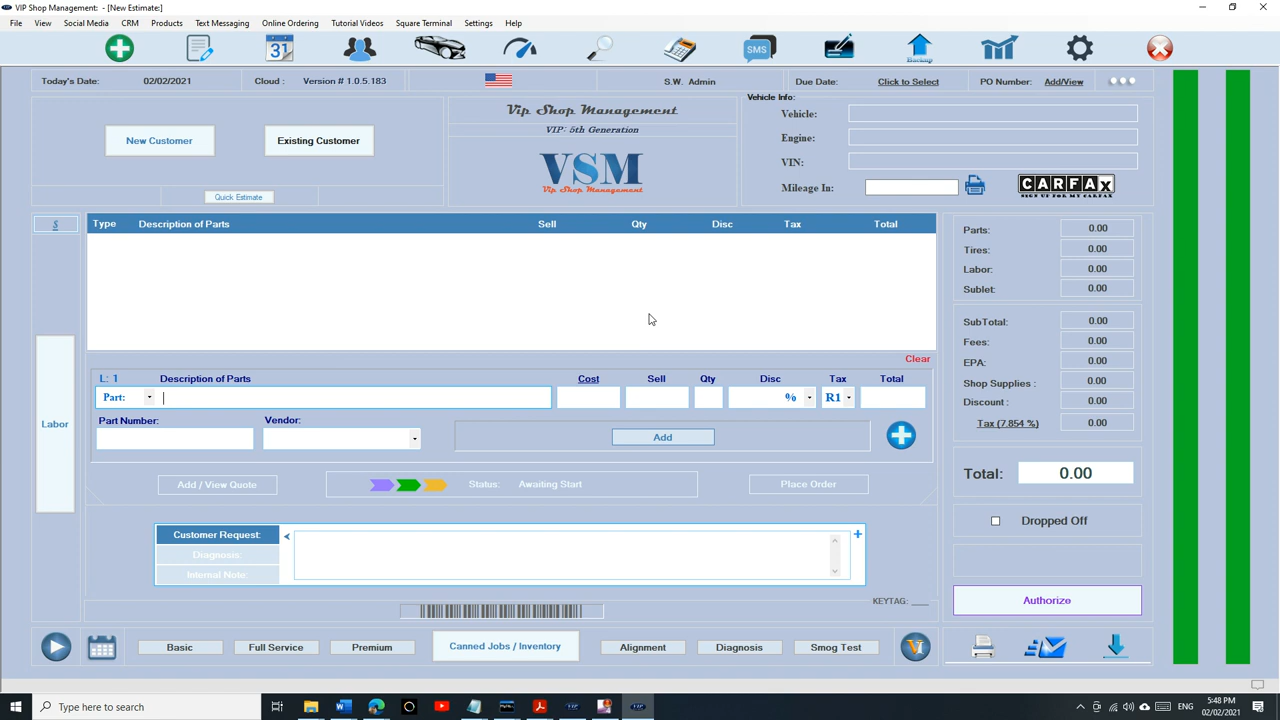 VIP Shop Management: - [New Estimate:]
File View Social Media CRM Products Text Messaging Online Ordering Tutorial Videos Square Terminal Settings Help
31 SMS Backup
Today's Date: 02/02/2021 Cloud : Version # 1.0.5.183 S.W. Admin Due Date: Click to Select PO Number: Add/View
Vehicle Info:
New Customer Existing Customer
Quick Estimate
Vip Shop Management
VIP: 5th Generation
VSM
Vip Shop Management
Vehicle:
Engine:
VIN:
Mileage In:
CARFAX
SIGN UP FOR MY CARFAX
$
Labor
Type Description of Parts Sell Qty Disc Tax Total
Clear
L: 1 Description of Parts Cost Sell Qty Disc Tax Total
Part: % R1
Part Number: Vendor:
Add
Add / View Quote Status: Awaiting Start Place Order
Customer Request:
Diagnosis:
Internal Note:
KEYTAG: ___
Parts: 0.00
Tires: 0.00
Labor: 0.00
Sublet: 0.00
SubTotal: 0.00
Fees: 0.00
EPA: 0.00
Shop Supplies : 0.00
Discount : 0.00
Tax (7.854 %) 0.00
Total: 0.00
Dropped Off
Authorize
Basic Full Service Premium Canned Jobs / Inventory Alignment Diagnosis Smog Test
Type here to search
ENG
5:48 PM
02/02/2021